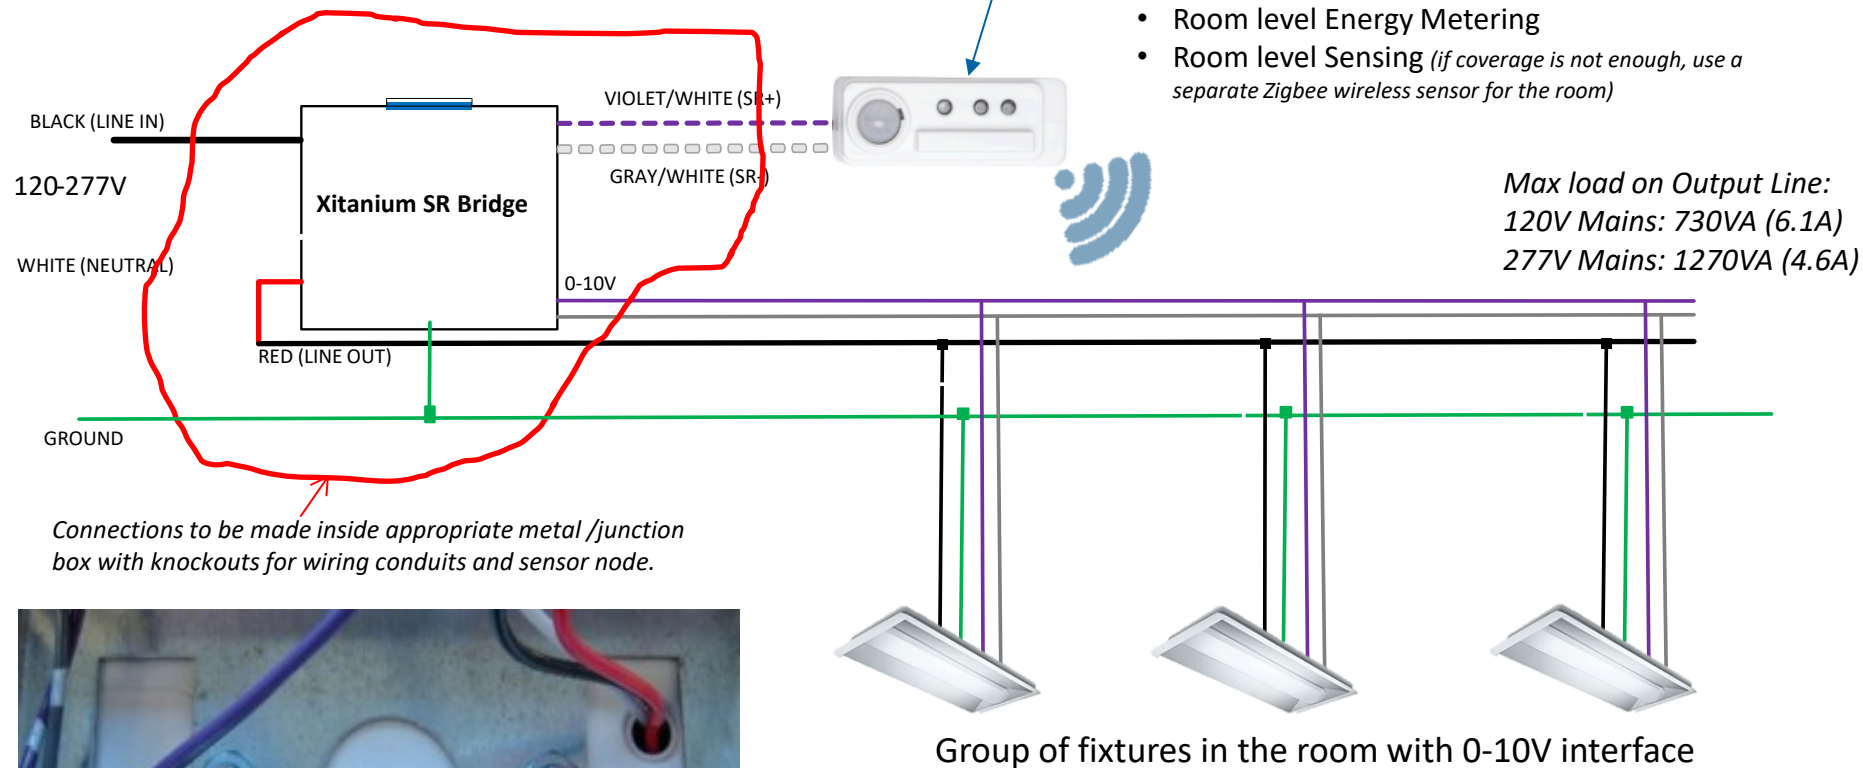 • Room level Energy Metering
• Room level Sensing (if coverage is not enough, use a
separate Zigbee wireless sensor for the room)
VIOLET/WHITE (SR+)
BLACK (LINE IN)
GRAY/WHITE (SR-)
120-277V
Xitanium SR Bridge
Max load on Output Line:
120V Mains: 730VA (6.1A)
277V Mains: 1270VA (4.6A)
WHITE (NEUTRAL)
0-10V
RED (LINE OUT)
GROUND
Connections to be made inside appropriate metal /junction
box with knockouts for wiring conduits and sensor node.
Group of fixtures in the room with 0-10V interface